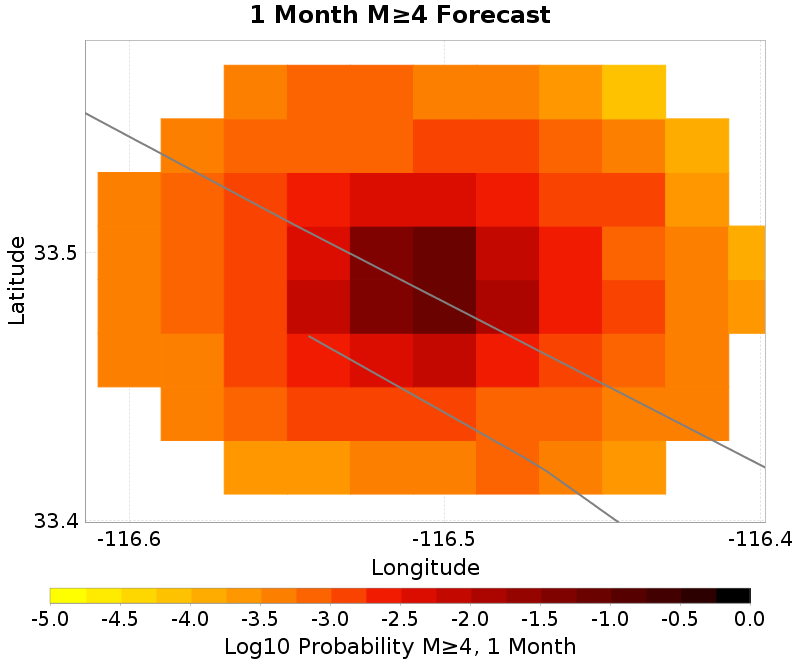 1 Month M≥4 Forecast
Latitude
33.5
33.4
-116.6 -116.5 -116.4
Longitude
-5.0 -4.5 -4.0 -3.5 -3.0 -2.5 -2.0 -1.5 -1.0 -0.5 0.0
Log10 Probability M≥4, 1 Month